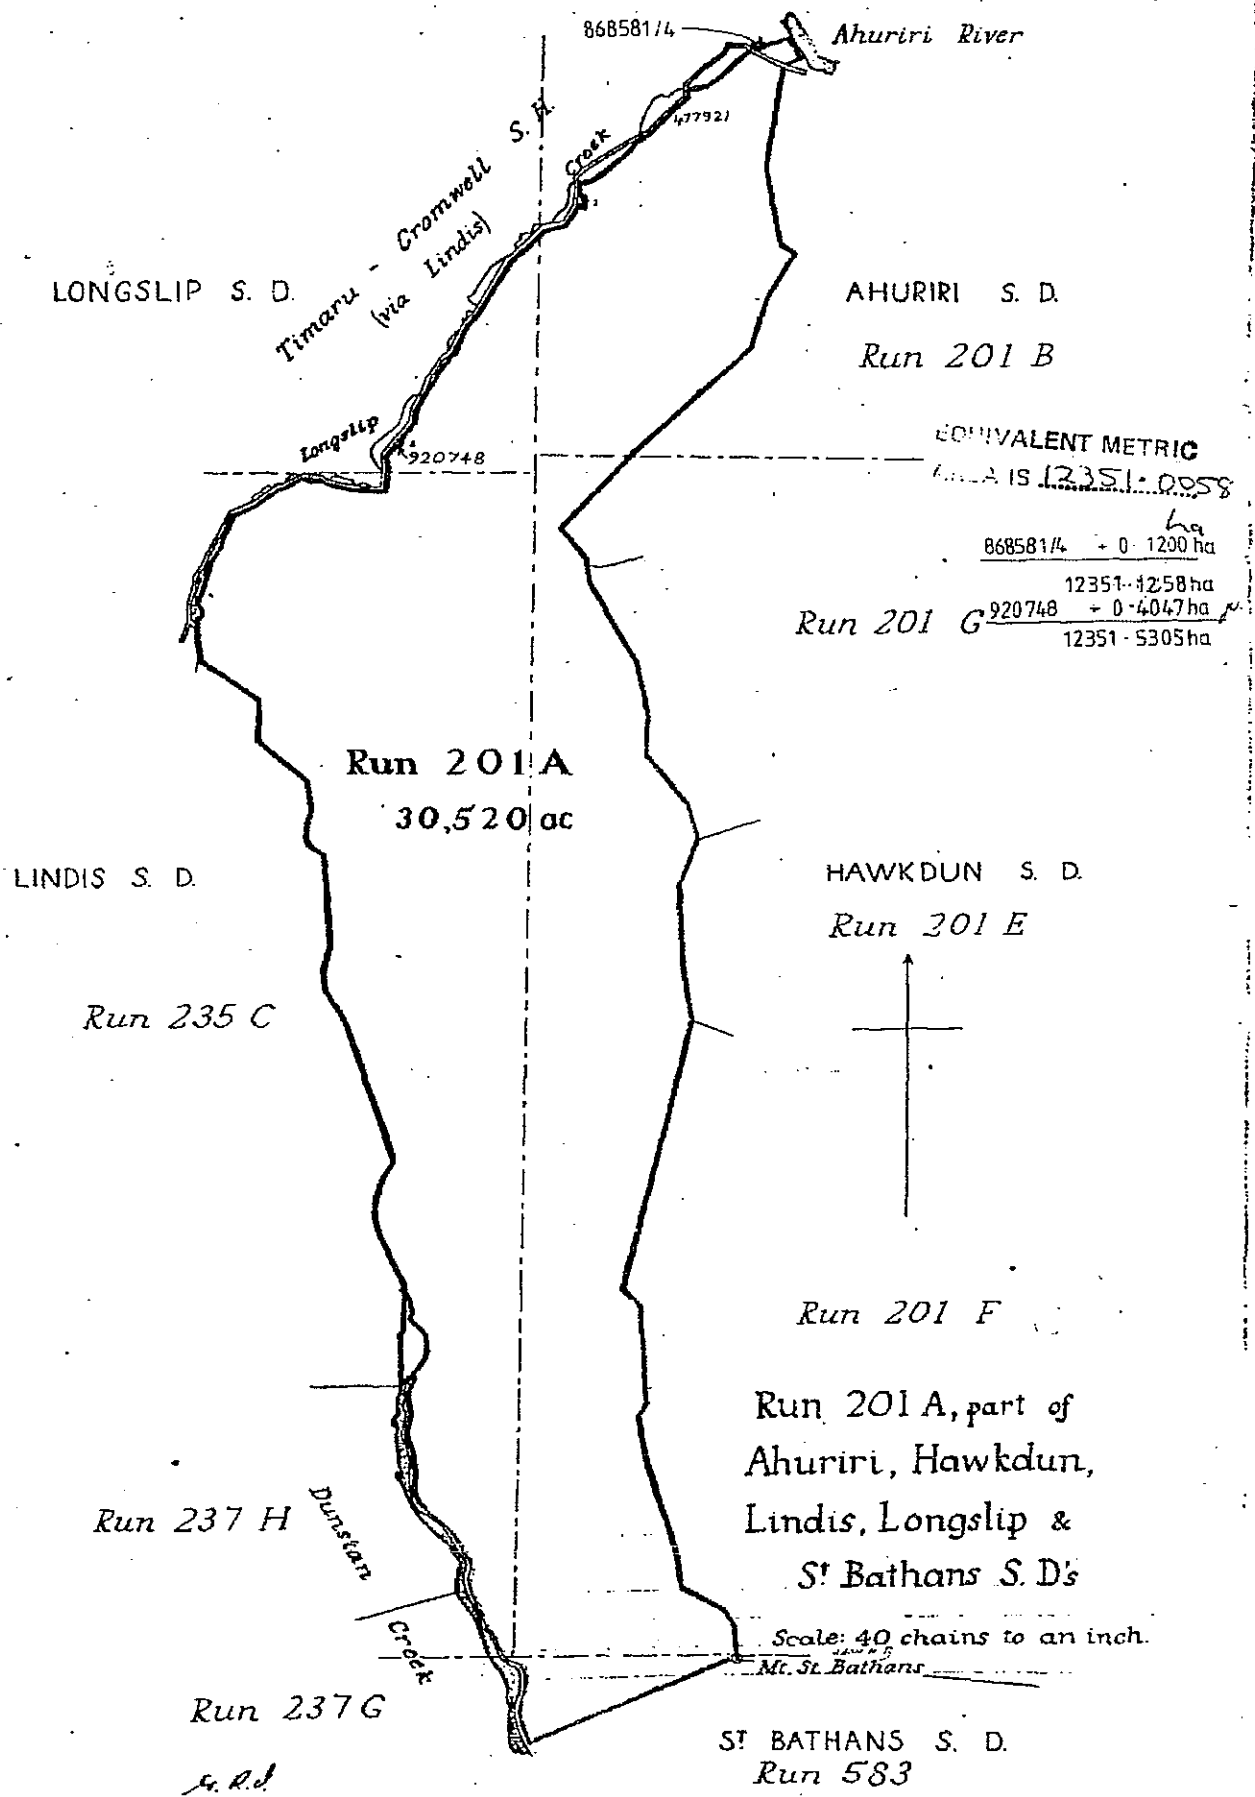 868581/4
Ahuriri River
477921
Creek
Timaru - Cromwell S. H.
(via Lindis)
LONGSLIP S. D.
AHURIRI S. D.
Run 201 B
Longslip
920748
EQUIVALENT METRIC
AREA IS 12351.0058
ha
868581/4 + 0.1200 ha
12351.1258 ha
Run 201 G
920748 + 0.4047 ha
12351.5305 ha
Run 201 A
30,520 ac
LINDIS S. D.
HAWKDUN S. D.
Run 201 E
Run 235 C
Run 201 F
Run 201 A, part of
Ahuriri, Hawkdun,
Lindis, Longslip &
St Bathans S. D's
Run 237 H
Dunstan
Creek
Scale: 40 chains to an inch.
Mt. St. Bathans
Run 237 G
ST BATHANS S. D.
Run 583